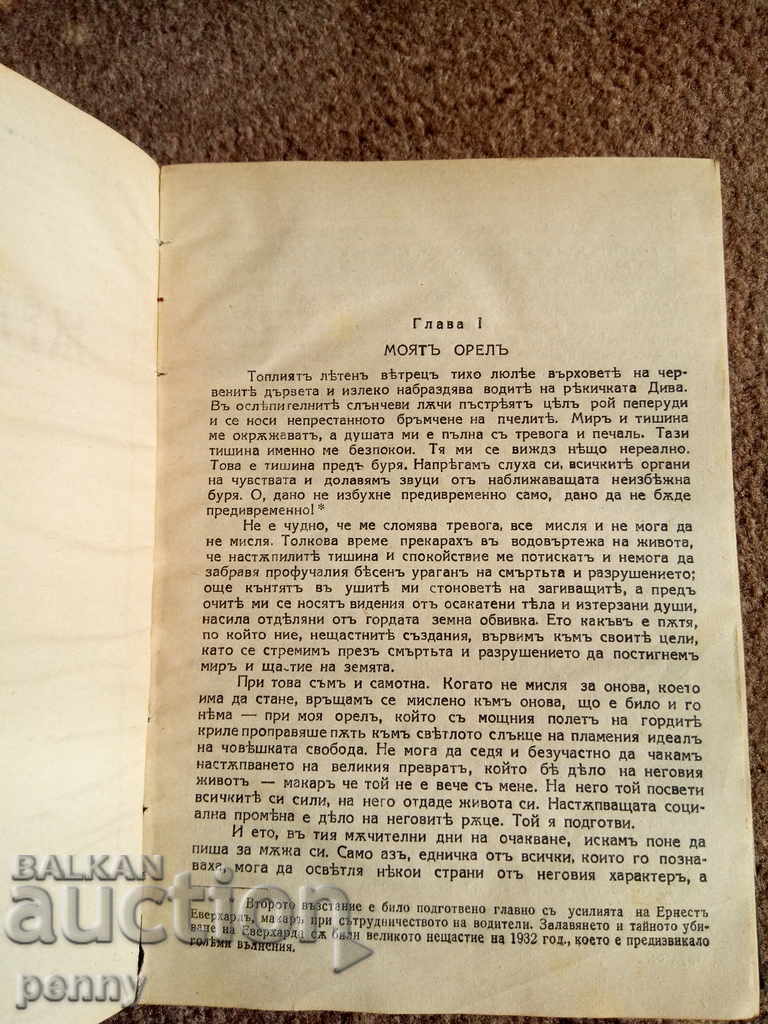 Глава I
МОЯТЪ ОРЕЛЪ
Топлиятъ лѣтенъ вѣтрецъ тихо люлѣе върховетѣ на чер-
венитѣ дървета и излеко набраздява водитѣ на рѣкичката Дива.
Въ ослѣпителнитѣ слънчеви лѫчи пъстрѣятъ цѣлъ рой пеперуди
и се носи непрестанното бръмчене на пчелитѣ. Миръ и тишина
ме окрѫжаватъ, а душата ми е пълна съ тревога и печаль. Тази
тишина именно ме безпокои. Тя ми се вижда нѣщо нереално.
Това е тишина предъ буря. Напрѣгамъ слуха си, всичкитѣ органи
на чувствата и долавямъ звуци отъ наближаващата неизбѣжна
буря. О, дано не избухне предивременно само, дано да не бѫде
предивременно!*
Не е чудно, че ме сломява тревога, все мисля и не мога да
не мисля. Толкова време прекарахъ въ водовъртежа на живота,
че настѫпилитѣ тишина и спокойствие ме потискатъ и немога да
забравя профучалия бѣсенъ ураганъ на смъртьта и разрушението;
още кънтятъ въ ушитѣ ми стоноветѣ на загиващитѣ, а предъ
очитѣ ми се носятъ видения отъ осакатени тѣла и изтерзани души,
насила отдѣляни отъ гордата земна обвивка. Ето какъвъ е пѫтя,
по който ние, нещастнитѣ създания, вървимъ къмъ своитѣ цели,
като се стремимъ презъ смъртьта и разрушението да постигнемъ
миръ и щастие на земята.
При това съмъ и самотна. Когато не мисля за онова, което
има да стане, връщамъ се мислено къмъ онова, що е било и го
нѣма — при моя орелъ, който съ мощния полетъ на гордитѣ
криле проправяше пѫть къмъ свѣтлото слънце на пламения идеалъ
на човѣшката свобода. Не мога да седя и безучастно да чакамъ
настѫпването на великия превратъ, който бѣ дѣло на неговия
животъ — макаръ че той не е вече съ мене. На него той посвети
всичкитѣ си сили, на него отдаде живота си. Настѫпващата соци-
ална промѣна е дѣло на неговитѣ рѫце. Той я подготви.
И ето, въ тия мѫчителни дни на очакване, искамъ поне да
пиша за мѫжа си. Само азъ, едничка отъ всички, които го позна-
ваха, мога да освѣтля нѣкои страни отъ неговия характеръ, а
Второто възстание е било подготвено главно съ усилията на Ернестъ
Еверхардъ, макаръ при сътрудничеството на водители. Залавянето и тайното уби-
ване на Еверхарда сѫ били великото нещастие на 1932 год., което е предизвикало
голѣми вълнения.
BALKAN
auction
penny